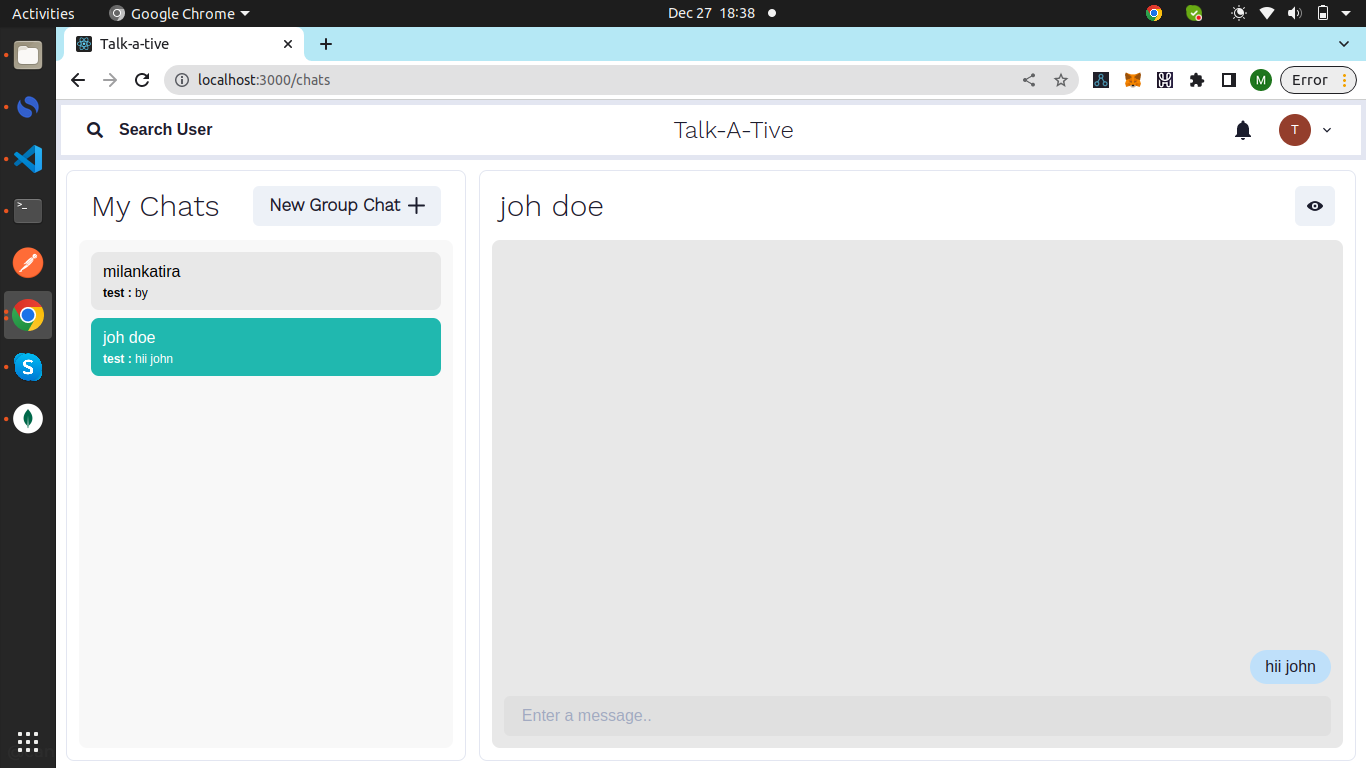 Activities
Google Chrome
Dec 27 18:38
Talk-a-tive
localhost:3000/chats
M
Error
Search User
Talk-A-Tive
T
My Chats
New Group Chat
joh doe
milankatira
test : by
joh doe
test : hii john
hii john
Enter a message..